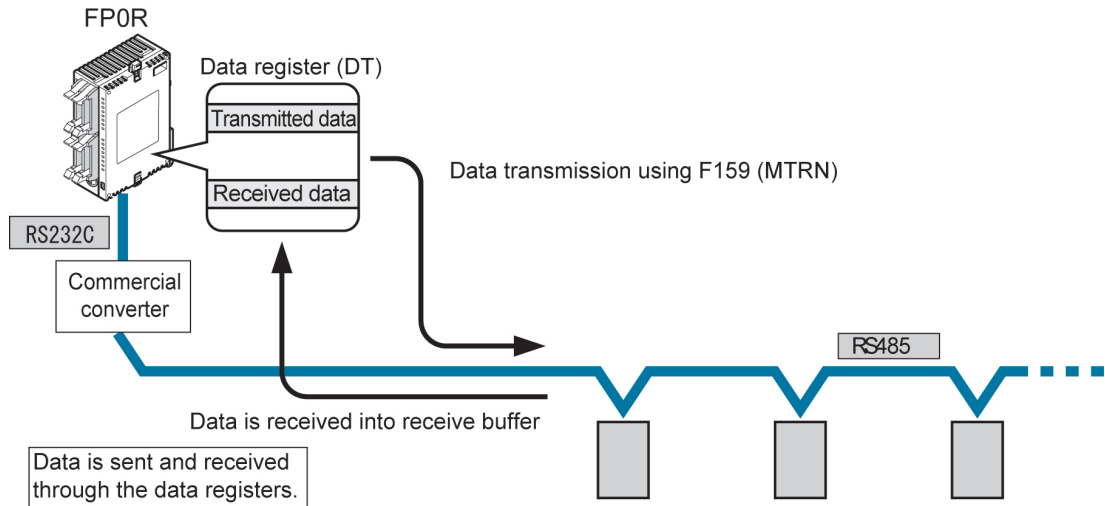 FP0R
Data register (DT)
Transmitted data
Data transmission using F159 (MTRN)
Received data
RS232C
Commercial
converter
RS485
Data is received into receive buffer
Data is sent and received
through the data registers.